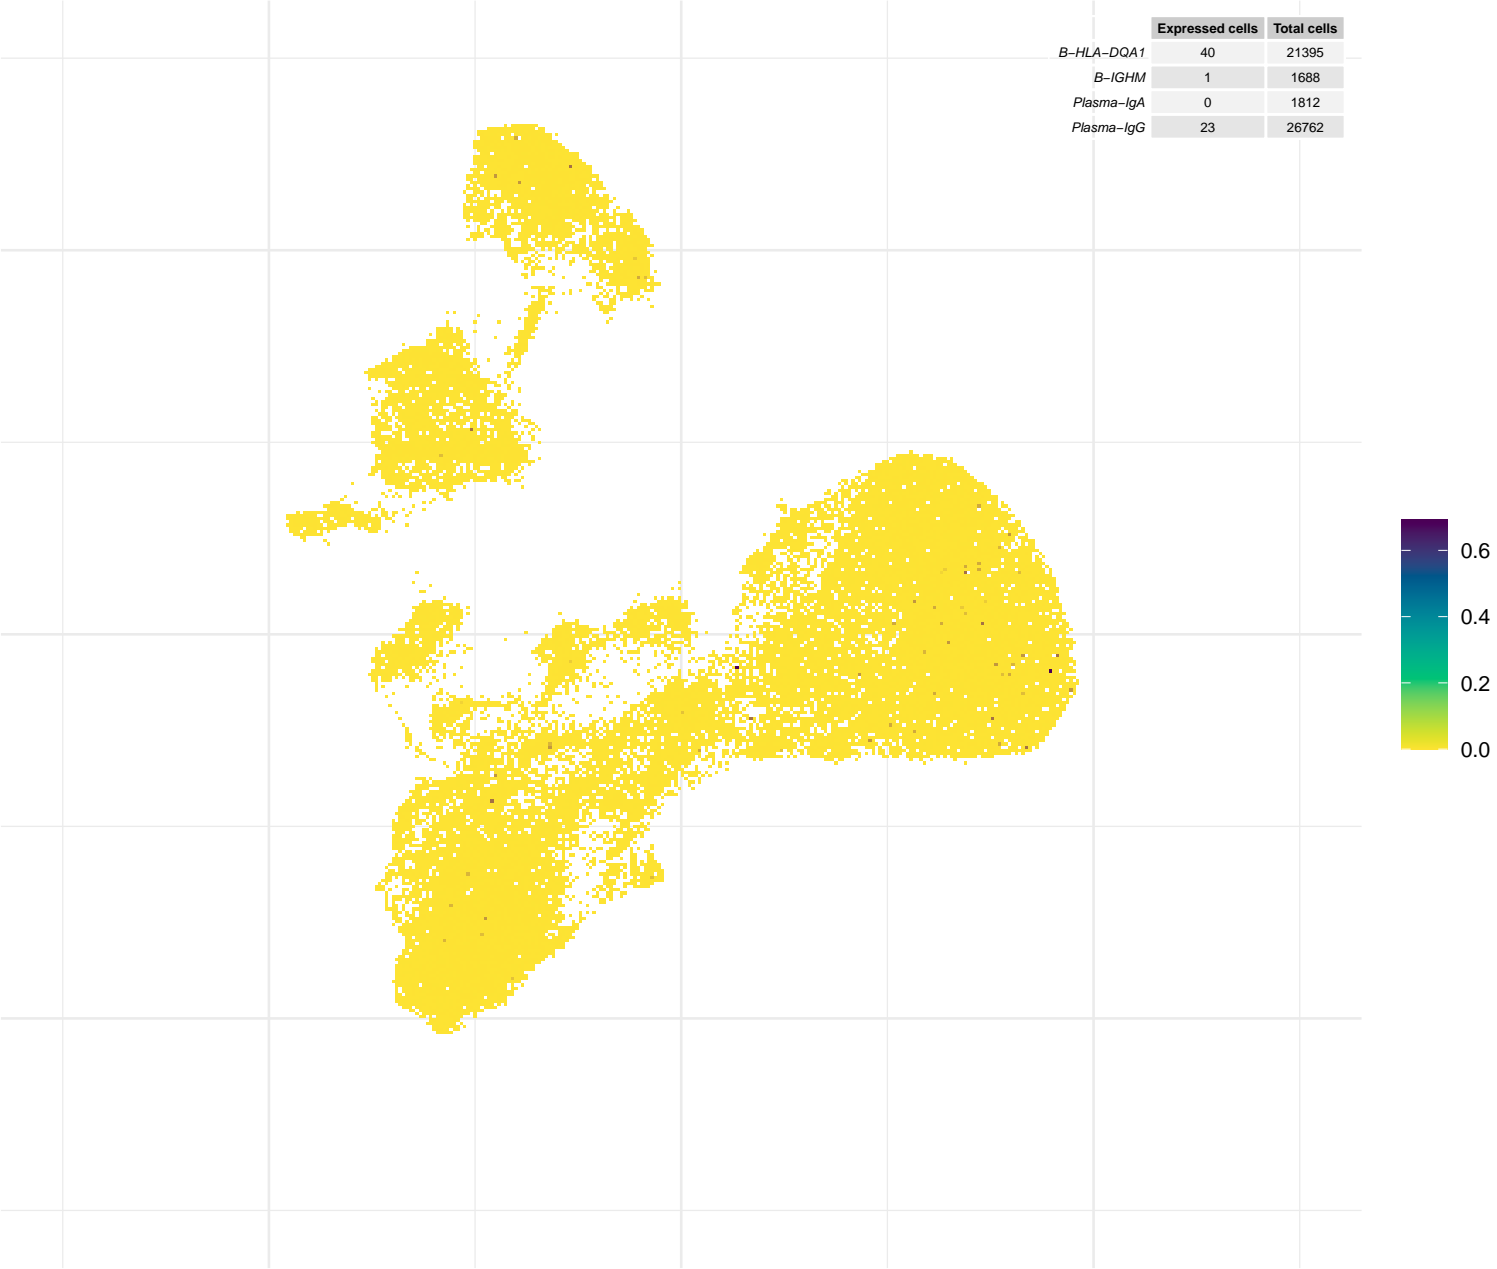 Expressed cells Total cells
B−HLA−DQA1 40 21395
B−IGHM 1 1688
Plasma−IgA 0 1812
Plasma−IgG 23 26762
0.6
0.4
0.2
0.0